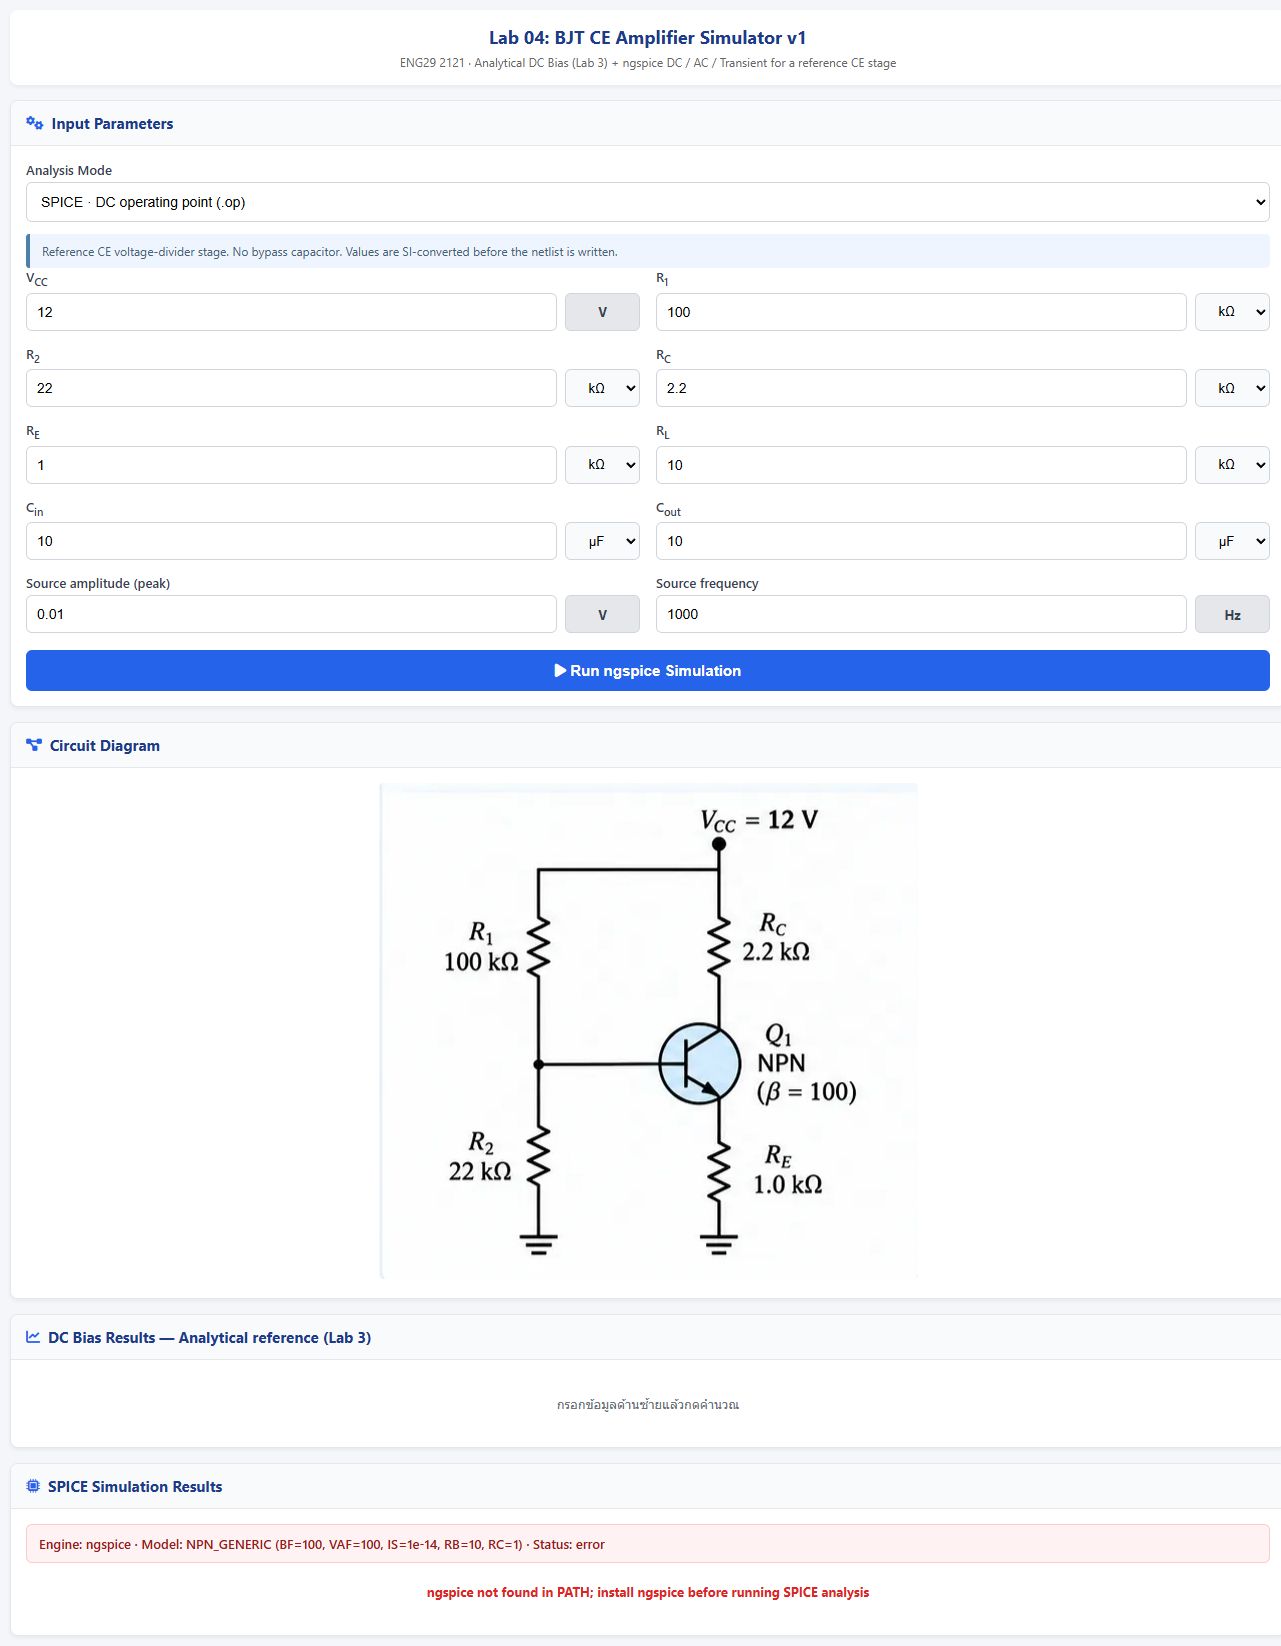 Lab 04: BJT CE Amplifier Simulator v1
ENG29 2121 · Analytical DC Bias (Lab 3) + ngspice DC / AC / Transient for a reference CE stage
Input Parameters
Analysis Mode
SPICE · DC operating point (.op)
Reference CE voltage-divider stage. No bypass capacitor. Values are SI-converted before the netlist is written.
VCC R1
12 V 100 kΩ
R2 RC
22 kΩ 2.2 kΩ
RE RL
1 kΩ 10 kΩ
Cin Cout
10 µF 10 µF
Source amplitude (peak) Source frequency
0.01 V 1000 Hz
Run ngspice Simulation
Circuit Diagram
VCC = 12 V
R1
100 kΩ
RC
2.2 kΩ
Q1
NPN
(β = 100)
R2
22 kΩ
RE
1.0 kΩ
DC Bias Results — Analytical reference (Lab 3)
กรอกข้อมูลด้านซ้ายแล้วกดคำนวณ
SPICE Simulation Results
Engine: ngspice · Model: NPN_GENERIC (BF=100, VAF=100, IS=1e-14, RB=10, RC=1) · Status: error
ngspice not found in PATH; install ngspice before running SPICE analysis